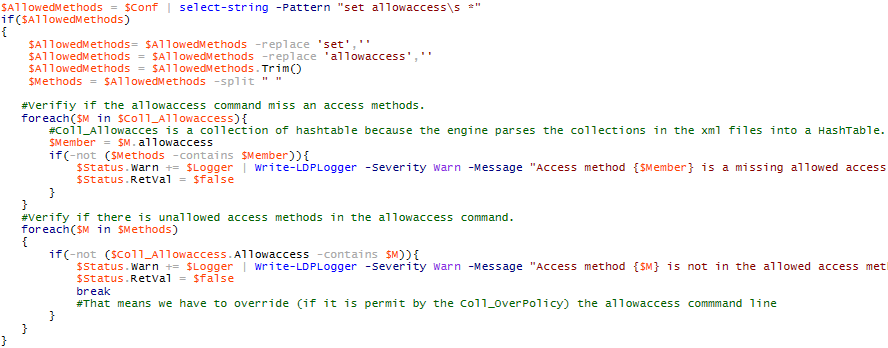 $AllowedMethods = $Conf | select-string -Pattern "set allowaccess\s *"
if($AllowedMethods)
{
$AllowedMethods= $AllowedMethods -replace 'set',''
$AllowedMethods = $AllowedMethods -replace 'allowaccess',''
$AllowedMethods = $AllowedMethods.Trim()
$Methods = $AllowedMethods -split " "
#Verifiy if the allowaccess command miss an access methods.
foreach($M in $Coll_Allowaccess){
#Coll_Allowacces is a collection of hashtable because the engine parses the collections in the xml files into a HashTable.
$Member = $M.allowaccess
if(-not ($Methods -contains $Member)){
$Status.Warn += $Logger | Write-LDPLogger -Severity Warn -Message "Access method {$Member} is a missing allowed access
$Status.RetVal = $false
}
}
#Verify if there is unallowed access methods in the allowaccess command.
foreach($M in $Methods)
{
if(-not ($Coll_Allowaccess.Allowaccess -contains $M)){
$Status.Warn += $Logger | Write-LDPLogger -Severity Warn -Message "Access method {$M} is not in the allowed access met
$Status.RetVal = $false
break
#That means we have to override (if it is permit by the Coll_OverPolicy) the allowaccess commmand line
}
}
}